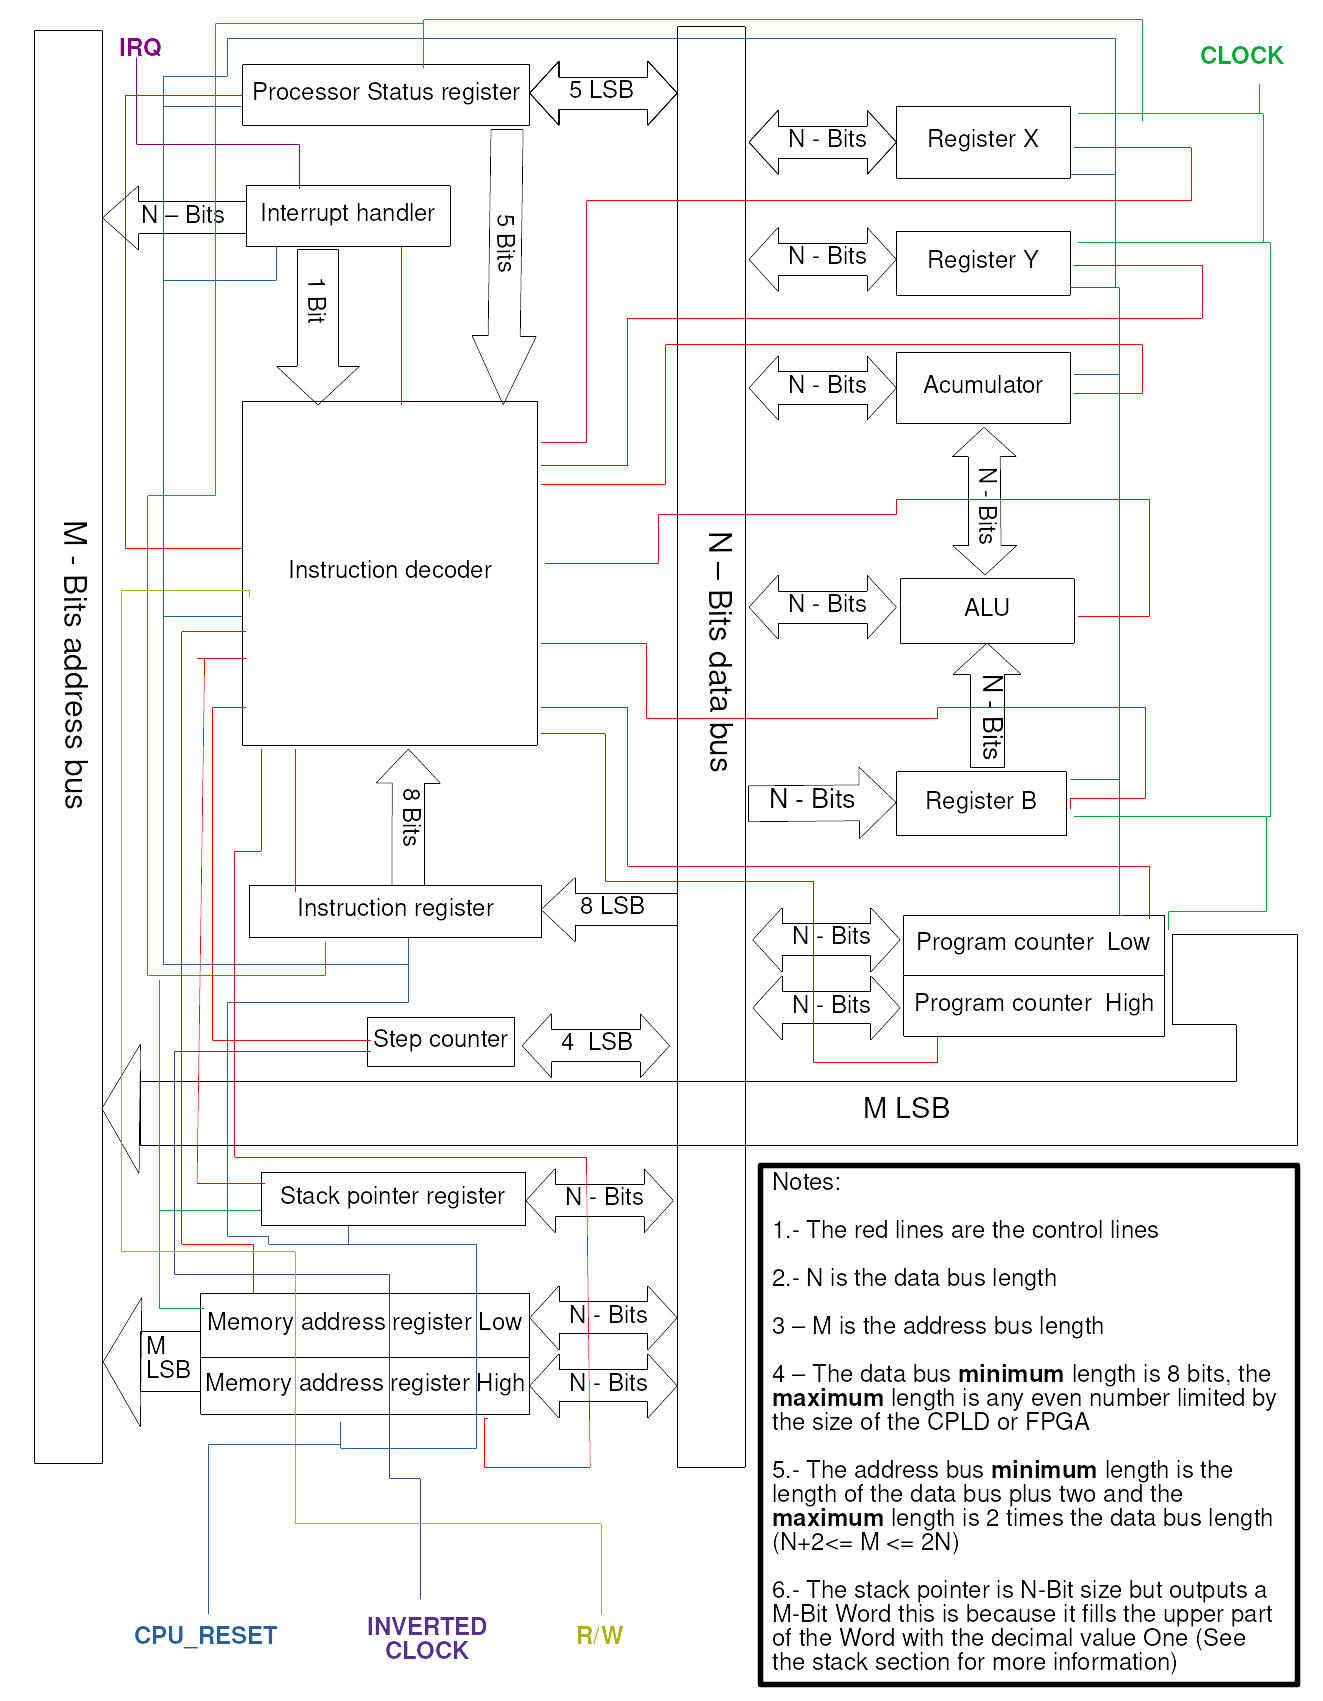 IRQ
CLOCK
Processor Status register
5 LSB
N - Bits
Register X
N – Bits
Interrupt handler
5 Bits
1 Bit
N - Bits
Register Y
N - Bits
Acumulator
N - Bits
M - Bits address bus
Instruction decoder
N – Bits data bus
N - Bits
ALU
N - Bits
8 Bits
N - Bits
Register B
Instruction register
8 LSB
N - Bits
Program counter Low
N - Bits
Program counter High
Step counter
4 LSB
M LSB
Stack pointer register
N - Bits
Memory address register Low
N - Bits
M
LSB
Memory address register High
N - Bits
CPU_RESET
INVERTED
CLOCK
R/W
Notes:
1.- The red lines are the control lines
2.- N is the data bus length
3 – M is the address bus length
4 – The data bus minimum length is 8 bits, the
maximum length is any even number limited by
the size of the CPLD or FPGA
5.- The address bus minimum length is the
length of the data bus plus two and the
maximum length is 2 times the data bus length
(N+2<= M <= 2N)
6.- The stack pointer is N-Bit size but outputs a
M-Bit Word this is because it fills the upper part
of the Word with the decimal value One (See
the stack section for more information)